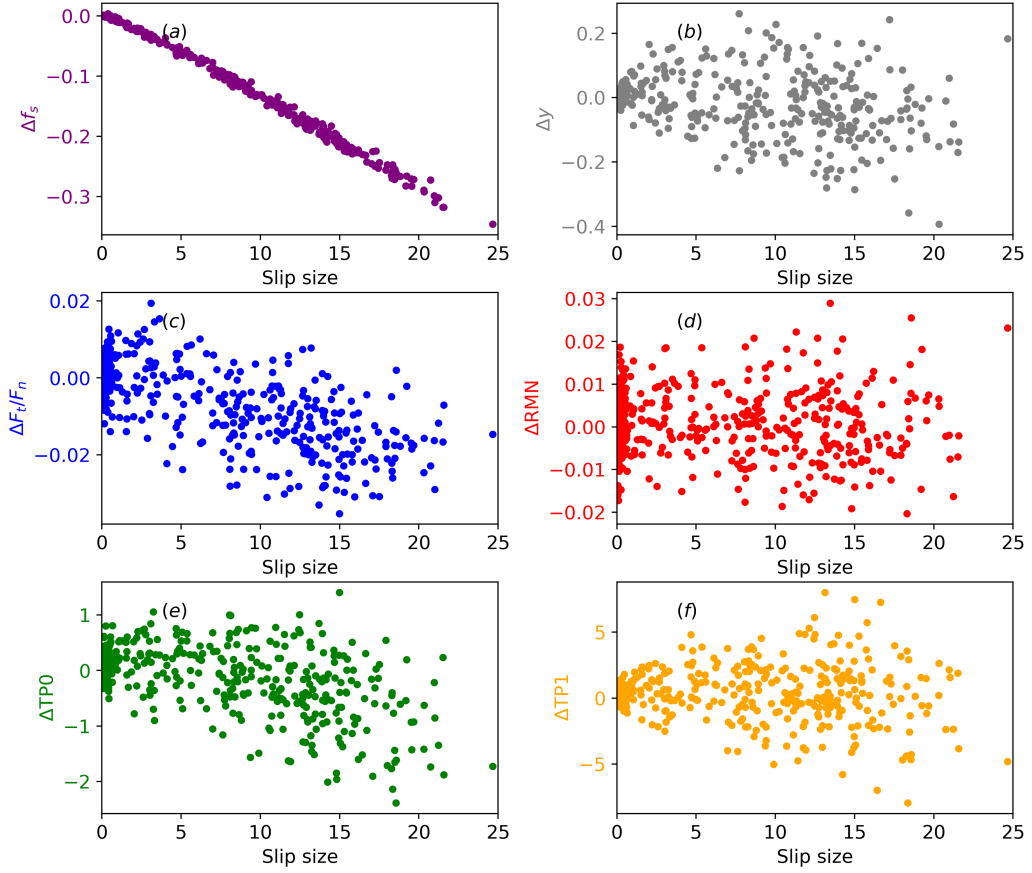 (a)
Δf_s
0.0
−0.1
−0.2
−0.3
0 5 10 15 20 25
Slip size
(b)
Δy
0.2
0.0
−0.2
−0.4
0 5 10 15 20 25
Slip size
(c)
ΔF_t/F_n
0.02
0.00
−0.02
0 5 10 15 20 25
Slip size
(d)
ΔRMN
0.03
0.02
0.01
0.00
−0.01
−0.02
0 5 10 15 20 25
Slip size
(e)
ΔTP0
1
0
−1
−2
0 5 10 15 20 25
Slip size
(f)
ΔTP1
5
0
−5
0 5 10 15 20 25
Slip size